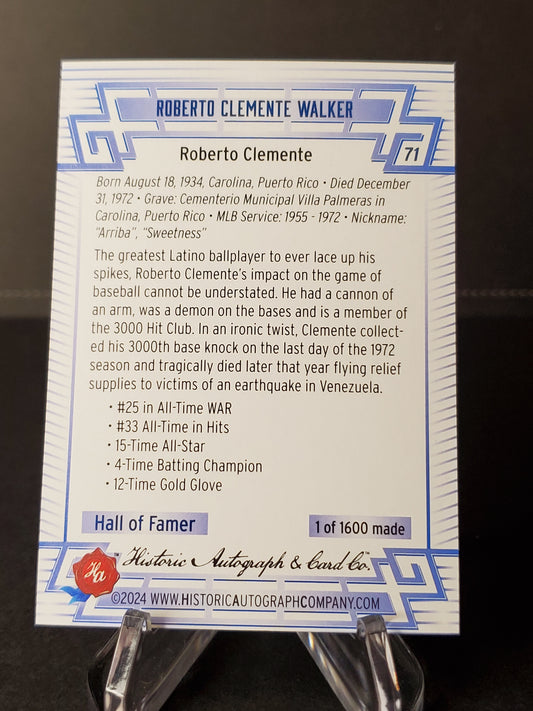 ROBERTO CLEMENTE WALKER
Roberto Clemente
71
Born August 18, 1934, Carolina, Puerto Rico • Died December
31, 1972 • Grave: Cementerio Municipal Villa Palmeras in
Carolina, Puerto Rico • MLB Service: 1955 - 1972 • Nickname:
“Arriba”, “Sweetness”
The greatest Latino ballplayer to ever lace up his
spikes, Roberto Clemente's impact on the game of
baseball cannot be understated. He had a cannon of
an arm, was a demon on the bases and is a member of
the 3000 Hit Club. In an ironic twist, Clemente collect-
ed his 3000th base knock on the last day of the 1972
season and tragically died later that year flying relief
supplies to victims of an earthquake in Venezuela.
• #25 in All-Time WAR
• #33 All-Time in Hits
• 15-Time All-Star
• 4-Time Batting Champion
• 12-Time Gold Glove
Hall of Famer
1 of 1600 made
HA
Historic Autograph & Card Co.™
©2024 WWW.HISTORICAUTOGRAPHCOMPANY.COM